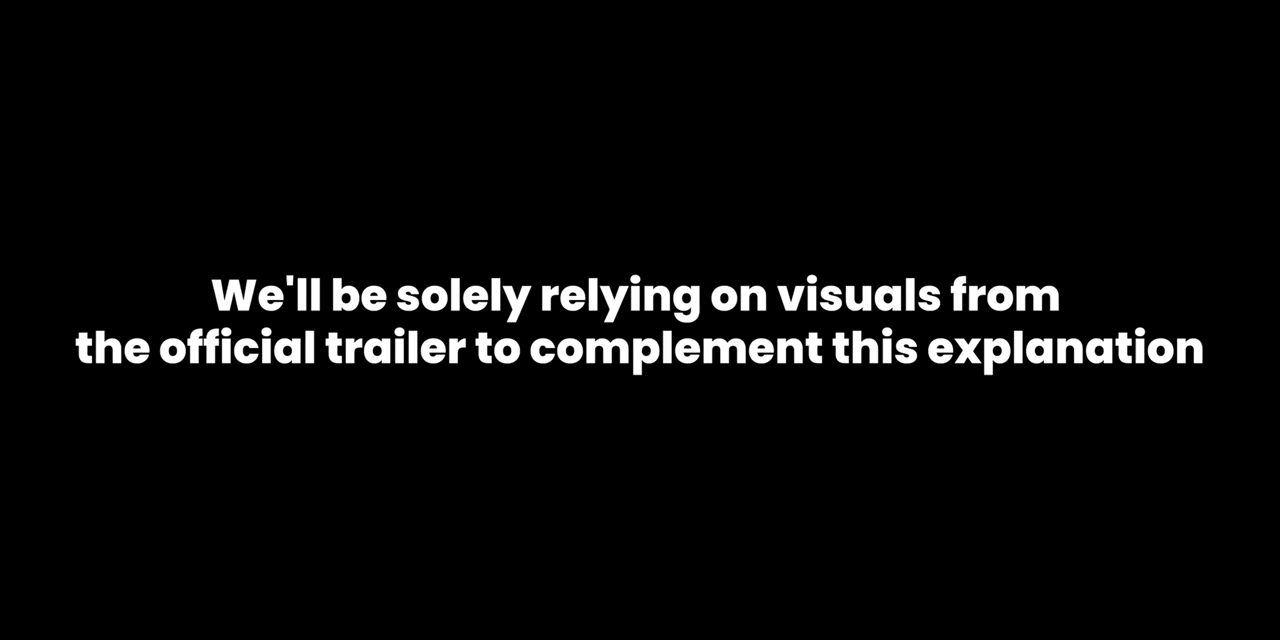 We'll be solely relying on visuals from
the official trailer to complement this explanation